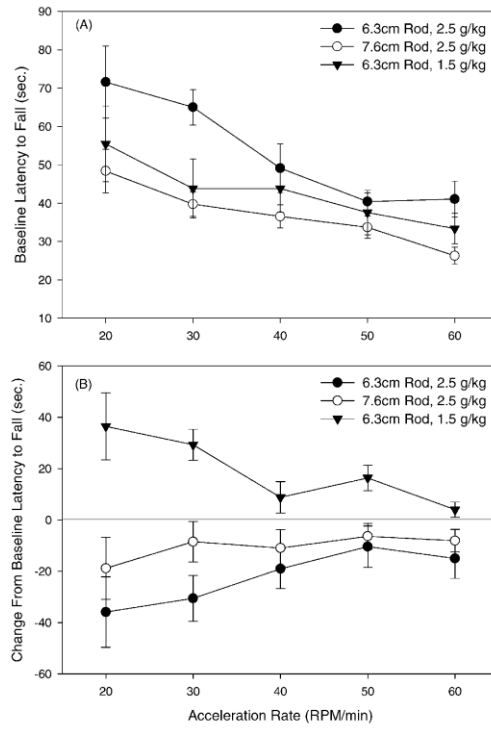 (A)
6.3cm Rod, 2.5 g/kg
7.6cm Rod, 2.5 g/kg
6.3cm Rod, 1.5 g/kg
Baseline Latency to Fall (sec.)
90
80
70
60
50
40
30
20
10
20 30 40 50 60
(B)
6.3cm Rod, 2.5 g/kg
7.6cm Rod, 2.5 g/kg
6.3cm Rod, 1.5 g/kg
Change From Baseline Latency to Fall (sec.)
60
40
20
0
-20
-40
-60
20 30 40 50 60
Acceleration Rate (RPM/min)